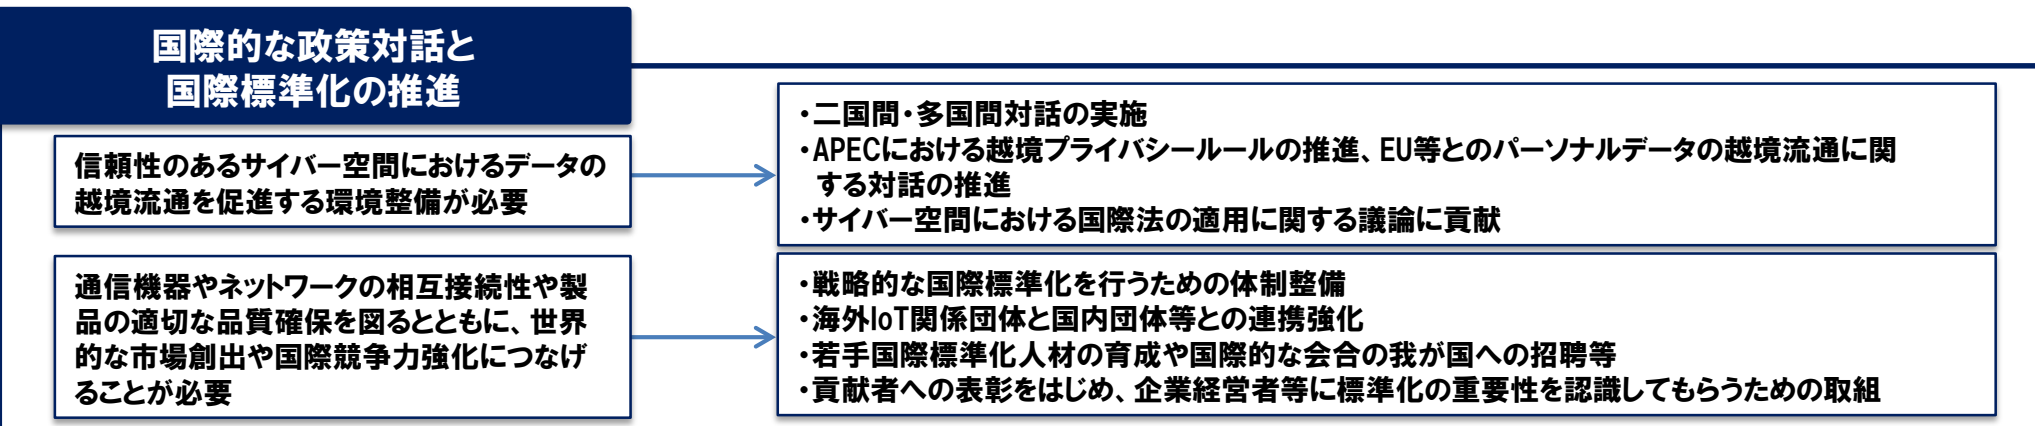 国際的な政策対話と
国際標準化の推進
信頼性のあるサイバー空間におけるデータの
越境流通を促進する環境整備が必要
・二国間・多国間対話の実施
・APECにおける越境プライバシールールの推進、EU等とのパーソナルデータの越境流通に関
する対話の推進
・サイバー空間における国際法の適用に関する議論に貢献
通信機器やネットワークの相互接続性や製
品の適切な品質確保を図るとともに、世界
的な市場創出や国際競争力強化につなげ
ることが必要
・戦略的な国際標準化を行うための体制整備
・海外IoT関係団体と国内団体等との連携強化
・若手国際標準化人材の育成や国際的な会合の我が国への招聘等
・貢献者への表彰をはじめ、企業経営者等に標準化の重要性を認識してもらうための取組